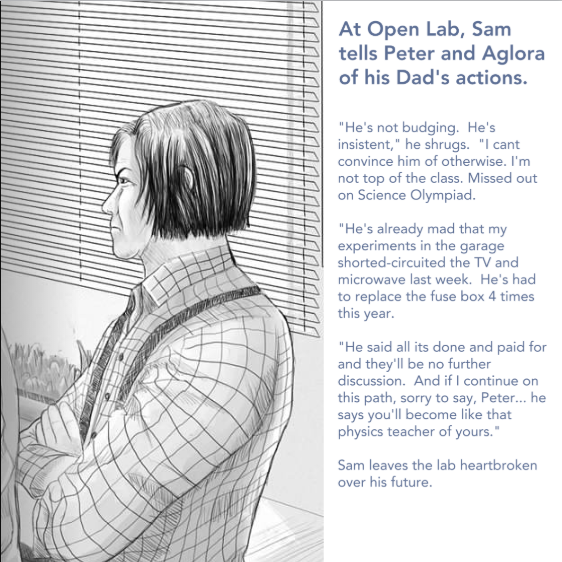 At Open Lab, Sam
tells Peter and Aglora
of his Dad's actions.
"He's not budging.  He's
insistent," he shrugs.  "I cant
convince him of otherwise. I'm
not top of the class. Missed out
on Science Olympiad.
"He's already mad that my
experiments in the garage
shorted-circuited the TV and
microwave last week.  He's had
to replace the fuse box 4 times
this year.
"He said all its done and paid for
and they'll be no further
discussion.  And if I continue on
this path, sorry to say, Peter... he
says you'll become like that
physics teacher of yours."
Sam leaves the lab heartbroken
over his future.